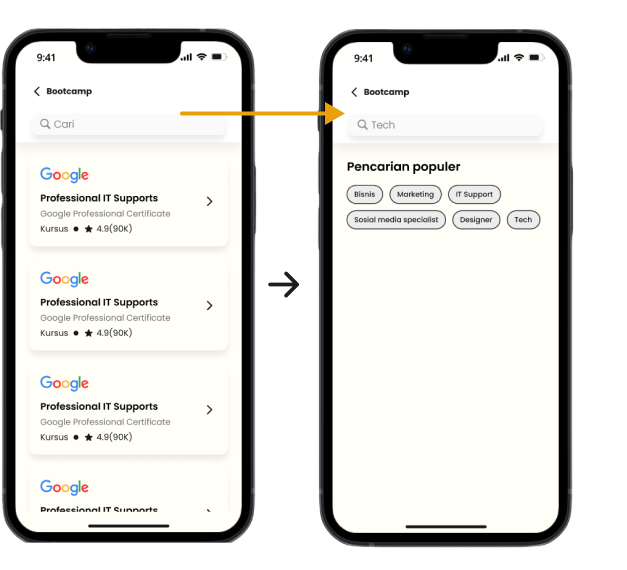 9:41
Bootcamp
Cari
Google
Professional IT Supports
Google Professional Certificate
Kursus ● ★ 4.9(90K)
Google
Professional IT Supports
Google Professional Certificate
Kursus ● ★ 4.9(90K)
Google
Professional IT Supports
Google Professional Certificate
Kursus ● ★ 4.9(90K)
Google
Professional IT Supports
9:41
Bootcamp
Tech
Pencarian populer
Bisnis Marketing IT Support
Sosial media specialist Designer Tech